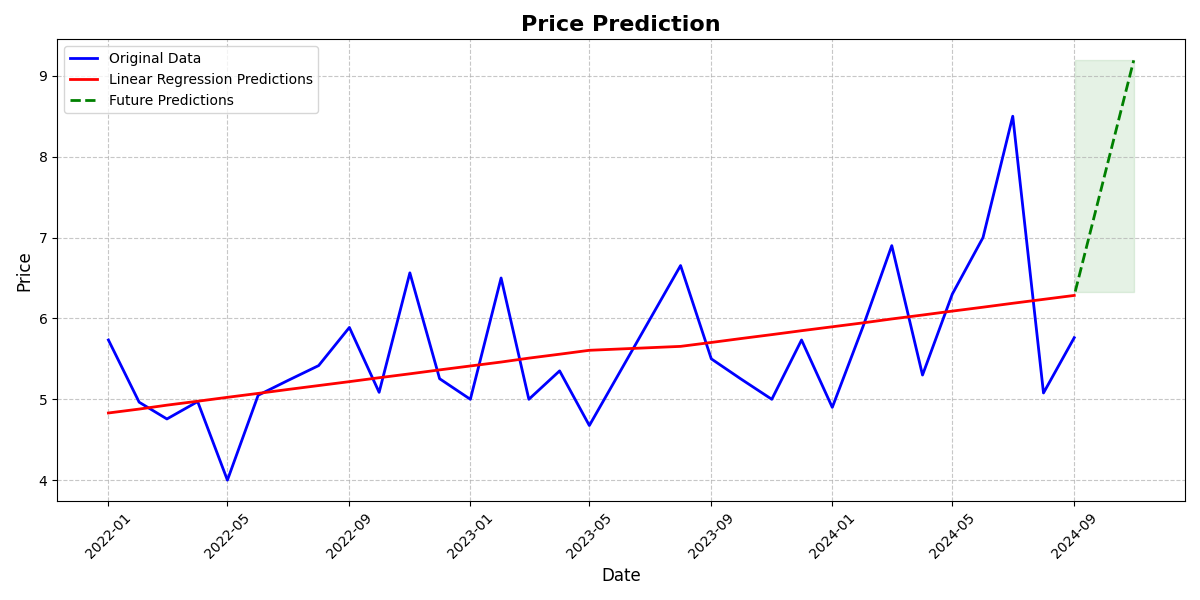 Price Prediction
Original Data
Linear Regression Predictions
Future Predictions
Price
9
8
7
6
5
4
2022-01
2022-05
2022-09
2023-01
2023-05
2023-09
2024-01
2024-05
2024-09
Date